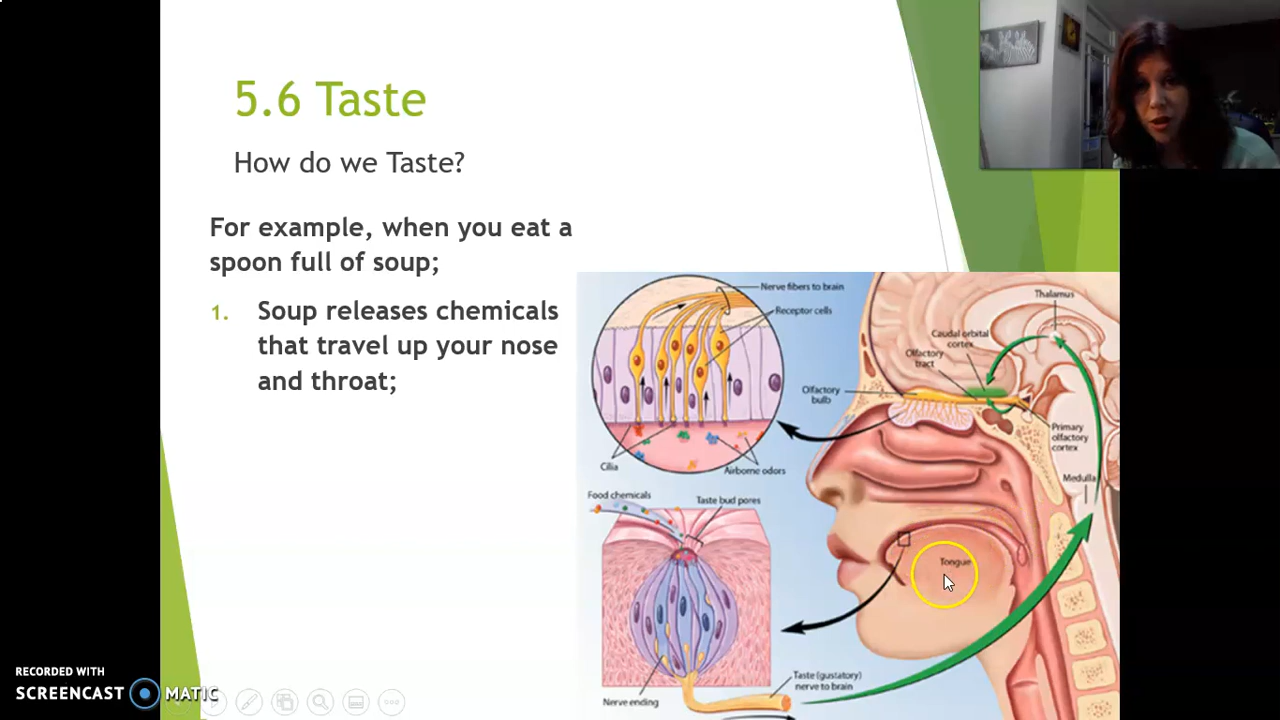 5.6 Taste
How do we Taste?
For example, when you eat a
spoon full of soup;
1. Soup releases chemicals
that travel up your nose
and throat;
Nerve fibers to brain
Receptor cells
Cilia
Airborne odors
Food chemicals
Taste bud pores
Nerve ending
Taste (gustatory)
nerve to brain
Thalamus
Caudal orbital
cortex
Olfactory
tract
Olfactory
bulb
Primary
olfactory
cortex
Medulla
Tongue
RECORDED WITH
SCREENCAST MATIC